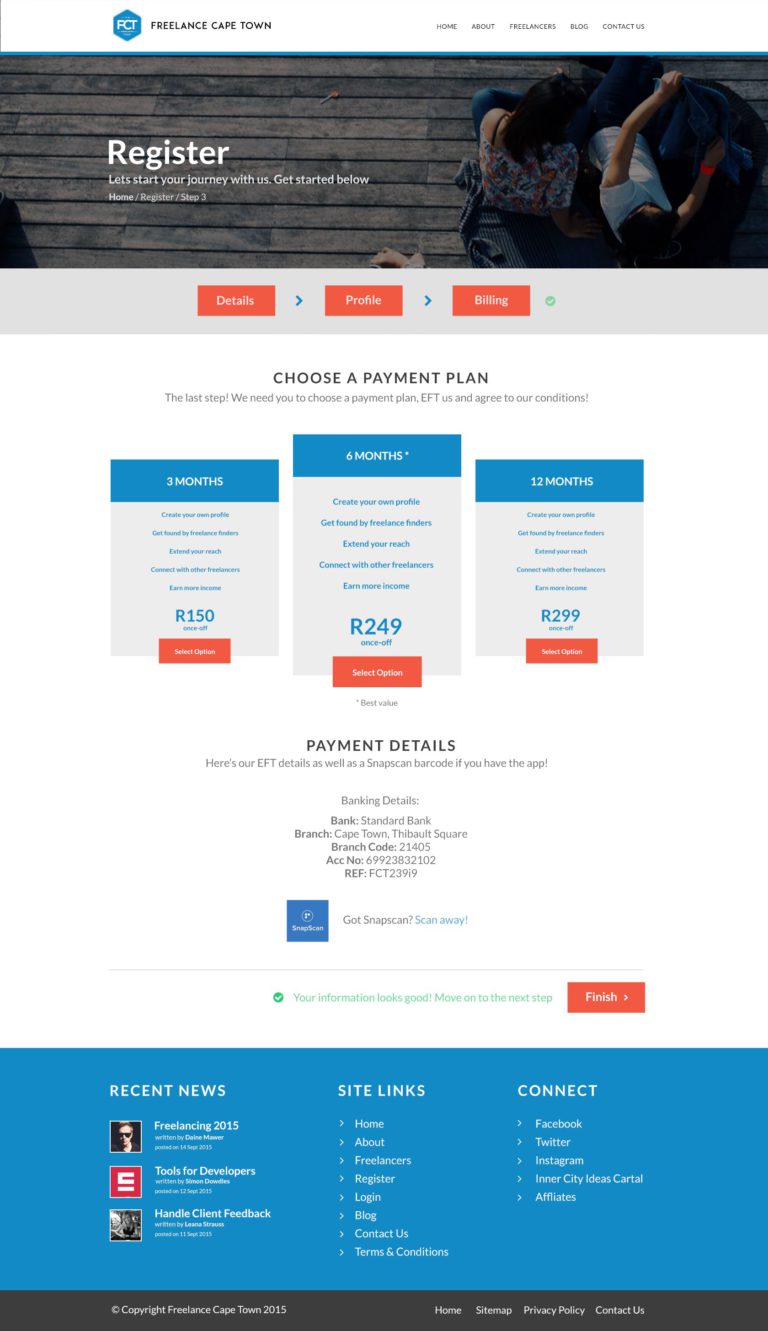 FCT
FREELANCE CAPE TOWN
HOME ABOUT FREELANCERS BLOG CONTACT US
Register
Lets start your journey with us. Get started below
Home / Register / Step 3
Details Profile Billing
CHOOSE A PAYMENT PLAN
The last step! We need you to choose a payment plan, EFT us and agree to our conditions!
3 MONTHS
Create your own profile
Get found by freelance finders
Extend your reach
Connect with other freelancers
Earn more income
R150
once-off
Select Option
6 MONTHS *
Create your own profile
Get found by freelance finders
Extend your reach
Connect with other freelancers
Earn more income
R249
once-off
Select Option
* Best value
12 MONTHS
Create your own profile
Get found by freelance finders
Extend your reach
Connect with other freelancers
Earn more income
R299
once-off
Select Option
PAYMENT DETAILS
Here's our EFT details as well as a Snapscan barcode if you have the app!
Banking Details:
Bank: Standard Bank
Branch: Cape Town, Thibault Square
Branch Code: 21405
Acc No: 69923832102
REF: FCT239i9
SnapScan
Got Snapscan? Scan away!
Your information looks good! Move on to the next step
Finish
RECENT NEWS
Freelancing 2015
written by Daine Mawer
posted on 14 Sept 2015
Tools for Developers
written by Simon Dowdles
posted on 12 Sept 2015
Handle Client Feedback
written by Leana Strauss
posted on 11 Sept 2015
SITE LINKS
Home
About
Freelancers
Register
Login
Blog
Contact Us
Terms & Conditions
CONNECT
Facebook
Twitter
Instagram
Inner City Ideas Cartal
Affliates
© Copyright Freelance Cape Town 2015
Home Sitemap Privacy Policy Contact Us